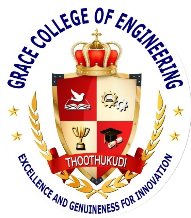 GRACE COLLEGE OF ENGINEERING
THOOTHUKUDI
EXCELLENCE AND GENUINENESS FOR INNOVATION